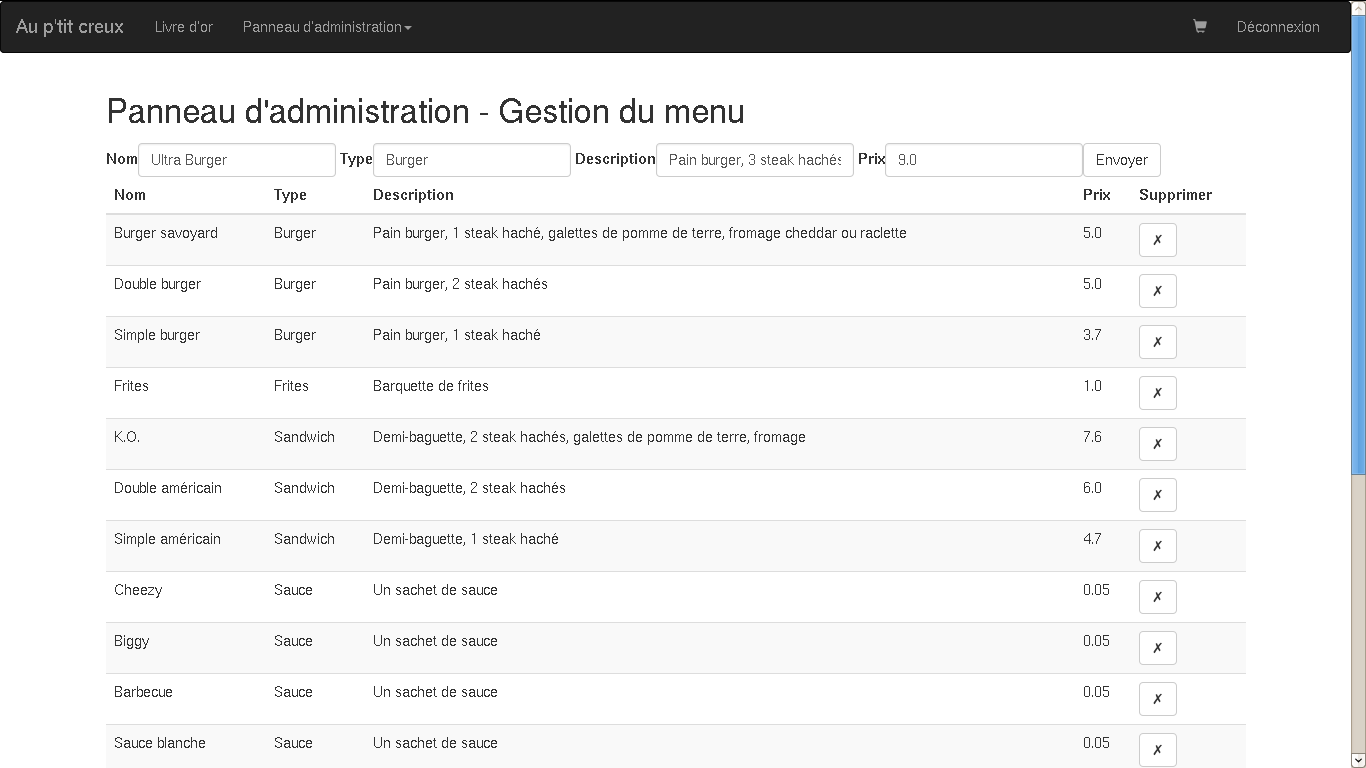 Au p'tit creux Livre d'or Panneau d'administration Déconnexion
Panneau d'administration - Gestion du menu
Nom Ultra Burger Type Burger Description Pain burger, 3 steak hachés Prix 9.0 Envoyer
Nom Type Description Prix Supprimer
Burger savoyard Burger Pain burger, 1 steak haché, galettes de pomme de terre, fromage cheddar ou raclette 5.0 ✗
Double burger Burger Pain burger, 2 steak hachés 5.0 ✗
Simple burger Burger Pain burger, 1 steak haché 3.7 ✗
Frites Frites Barquette de frites 1.0 ✗
K.O. Sandwich Demi-baguette, 2 steak hachés, galettes de pomme de terre, fromage 7.6 ✗
Double américain Sandwich Demi-baguette, 2 steak hachés 6.0 ✗
Simple américain Sandwich Demi-baguette, 1 steak haché 4.7 ✗
Cheezy Sauce Un sachet de sauce 0.05 ✗
Biggy Sauce Un sachet de sauce 0.05 ✗
Barbecue Sauce Un sachet de sauce 0.05 ✗
Sauce blanche Sauce Un sachet de sauce 0.05 ✗